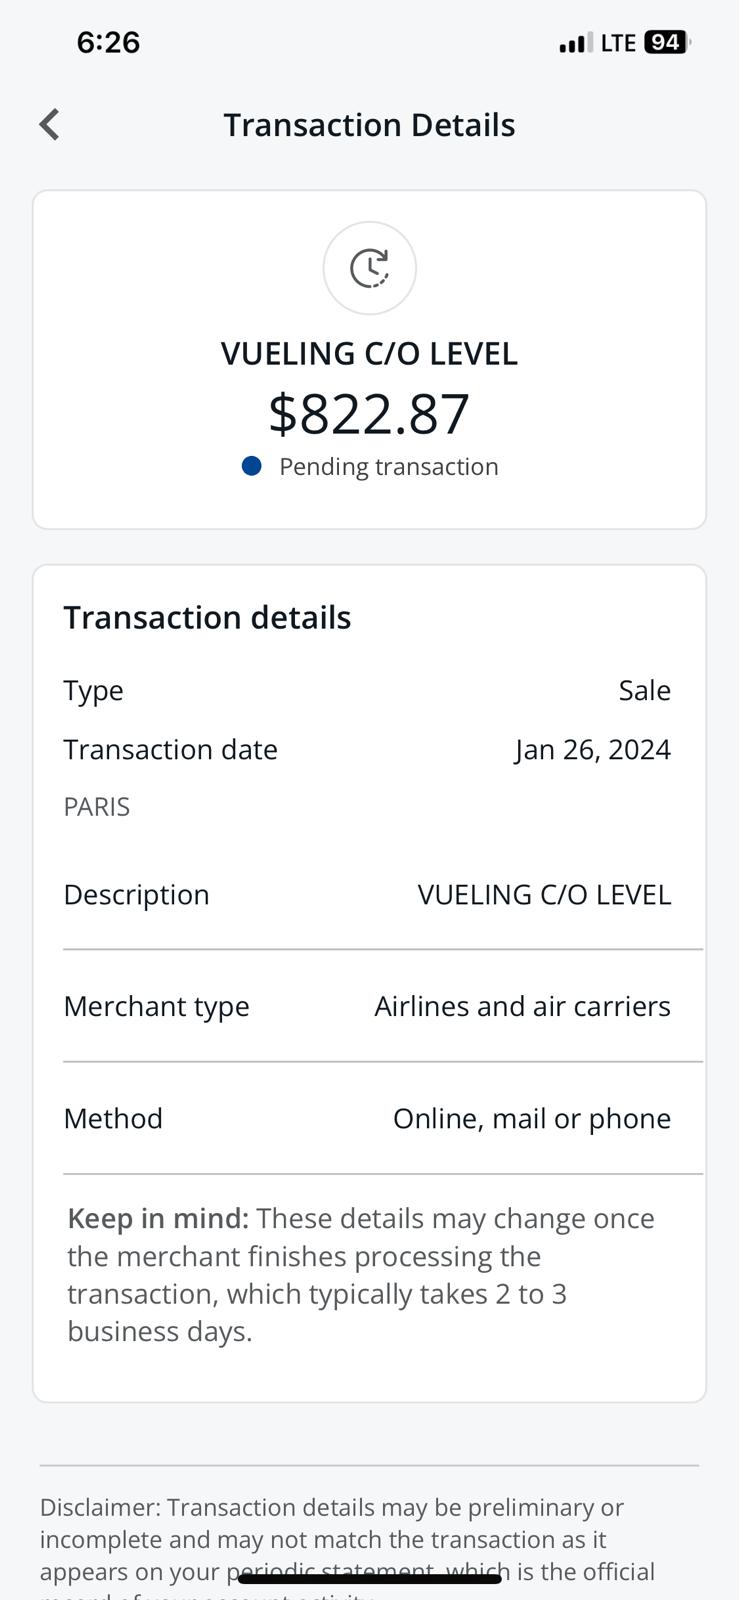 6:26
LTE 94
Transaction Details
VUELING C/O LEVEL
$822.87
Pending transaction
Transaction details
Type Sale
Transaction date Jan 26, 2024
PARIS
Description VUELING C/O LEVEL
Merchant type Airlines and air carriers
Method Online, mail or phone
Keep in mind: These details may change once
the merchant finishes processing the
transaction, which typically takes 2 to 3
business days.
Disclaimer: Transaction details may be preliminary or
incomplete and may not match the transaction as it
appears on your periodic statement, which is the official